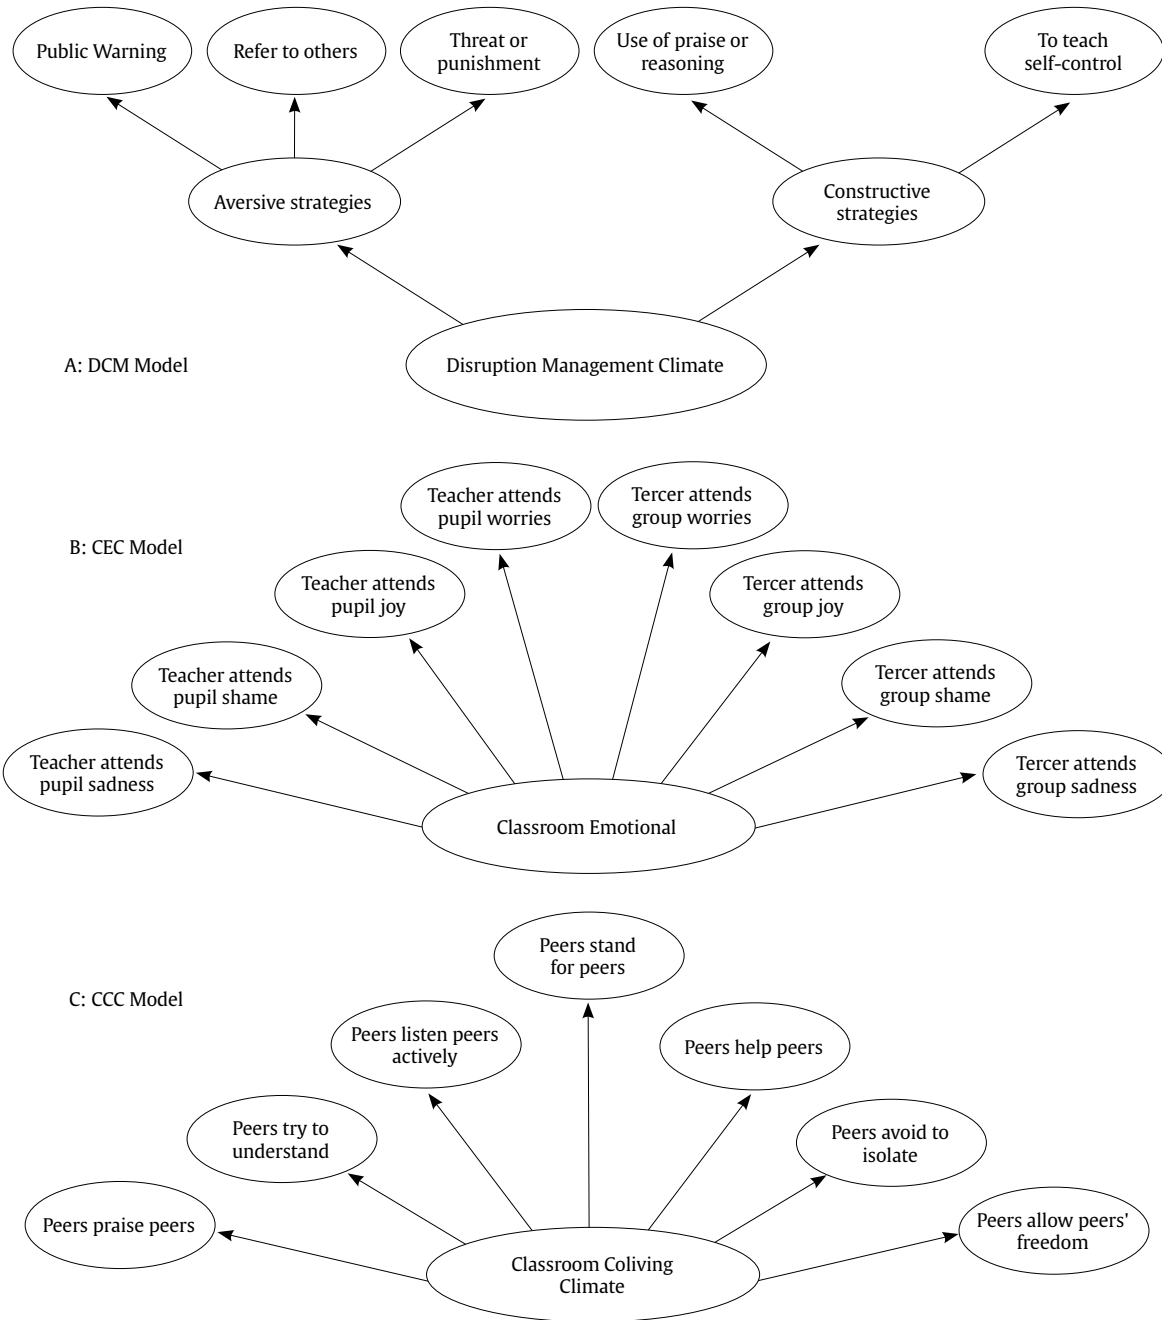 Public Warning
Refer to others
Threat or
punishment
Use of praise or
reasoning
To teach
self-control
Aversive strategies
Constructive
strategies
A: DCM Model
Disruption Management Climate
B: CEC Model
Teacher attends
pupil worries
Tercer attends
group worries
Teacher attends
pupil joy
Tercer attends
group joy
Teacher attends
pupil shame
Tercer attends
group shame
Teacher attends
pupil sadness
Tercer attends
group sadness
Classroom Emotional
C: CCC Model
Peers stand
for peers
Peers listen peers
actively
Peers help peers
Peers try to
understand
Peers avoid to
isolate
Peers praise peers
Peers allow peers'
freedom
Classroom Coliving
Climate